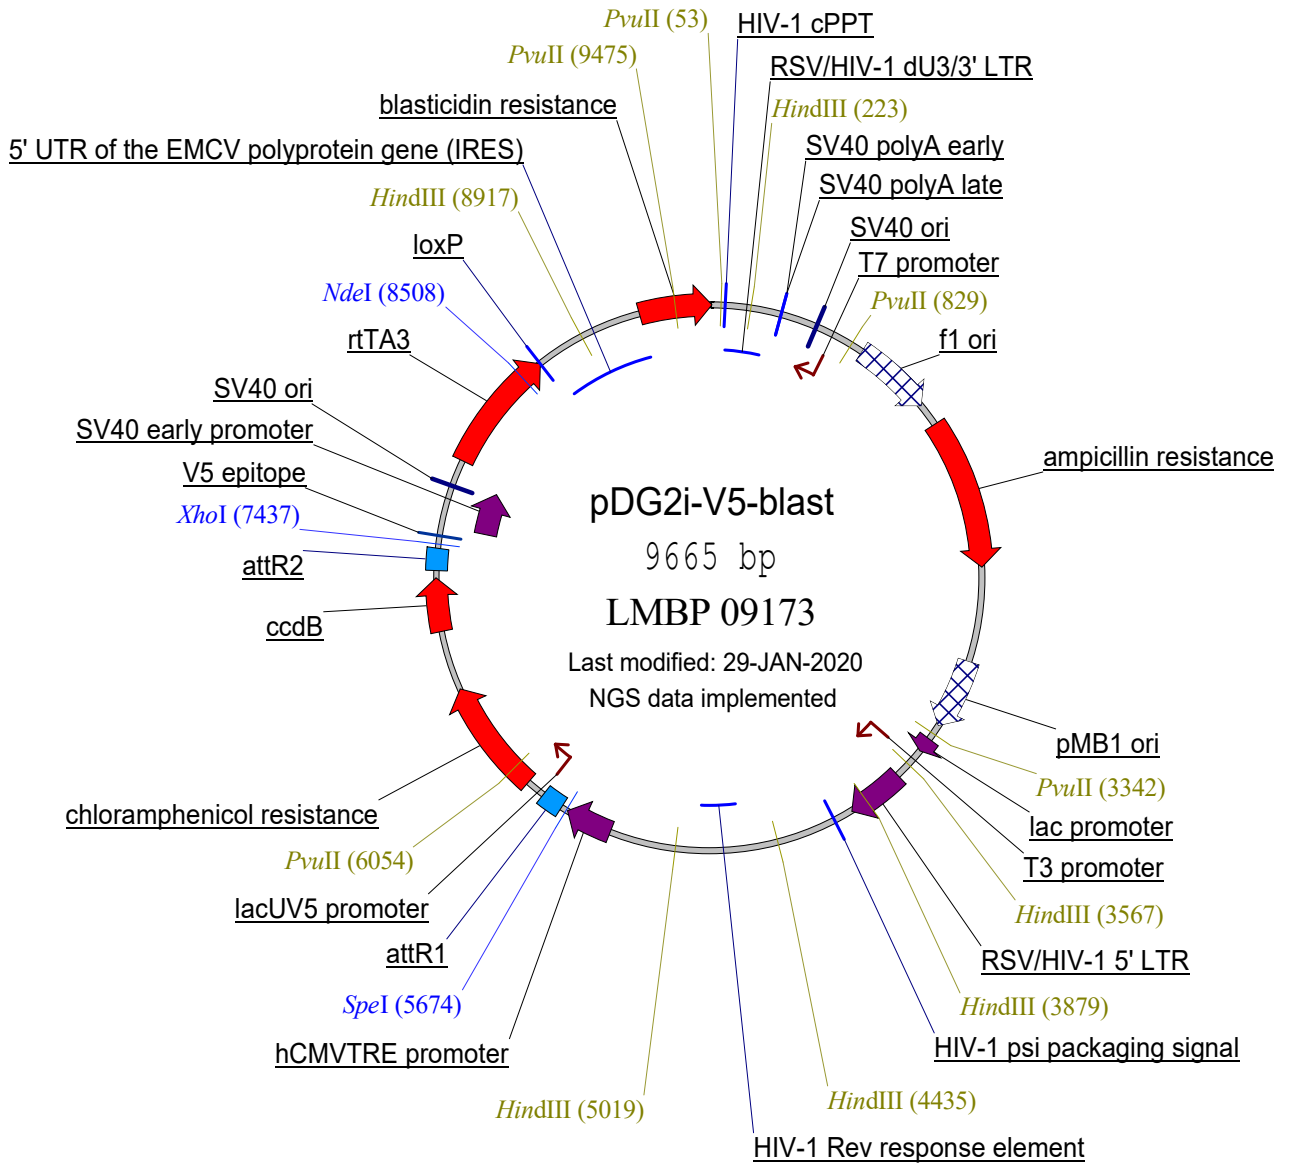 PvuII (53)
HIV-1 cPPT
PvuII (9475)
RSV/HIV-1 dU3/3' LTR
blasticidin resistance
HindIII (223)
5' UTR of the EMCV polyprotein gene (IRES)
SV40 polyA early
SV40 polyA late
HindIII (8917)
SV40 ori
loxP
T7 promoter
NdeI (8508)
PvuII (829)
rtTA3
f1 ori
SV40 ori
SV40 early promoter
ampicillin resistance
V5 epitope
pDG2i-V5-blast
XhoI (7437)
9665 bp
attR2
LMBP 09173
ccdB
Last modified: 29-JAN-2020
NGS data implemented
pMB1 ori
PvuII (3342)
chloramphenicol resistance
lac promoter
PvuII (6054)
T3 promoter
lacUV5 promoter
HindIII (3567)
attR1
RSV/HIV-1 5' LTR
SpeI (5674)
HindIII (3879)
hCMVTRE promoter
HIV-1 psi packaging signal
HindIII (5019)
HindIII (4435)
HIV-1 Rev response element